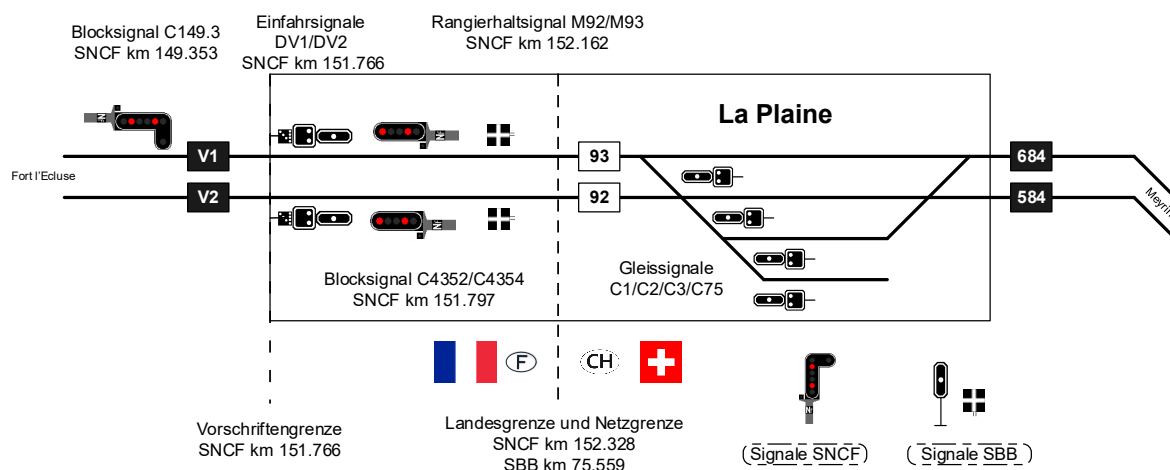 Blocksignal C149.3
SNCF km 149.353
Einfahrsignale
DV1/DV2
SNCF km 151.766
Rangierhaltsignal M92/M93
SNCF km 152.162
La Plaine
V1
93
684
Fort l'Ecluse
V2
92
584
Meyrin
Blocksignal C4352/C4354
SNCF km 151.797
Gleissignale
C1/C2/C3/C75
F
CH
Vorschriftengrenze
SNCF km 151.766
Landesgrenze und Netzgrenze
SNCF km 152.328
SBB km 75.559
Signale SNCF
Signale SBB